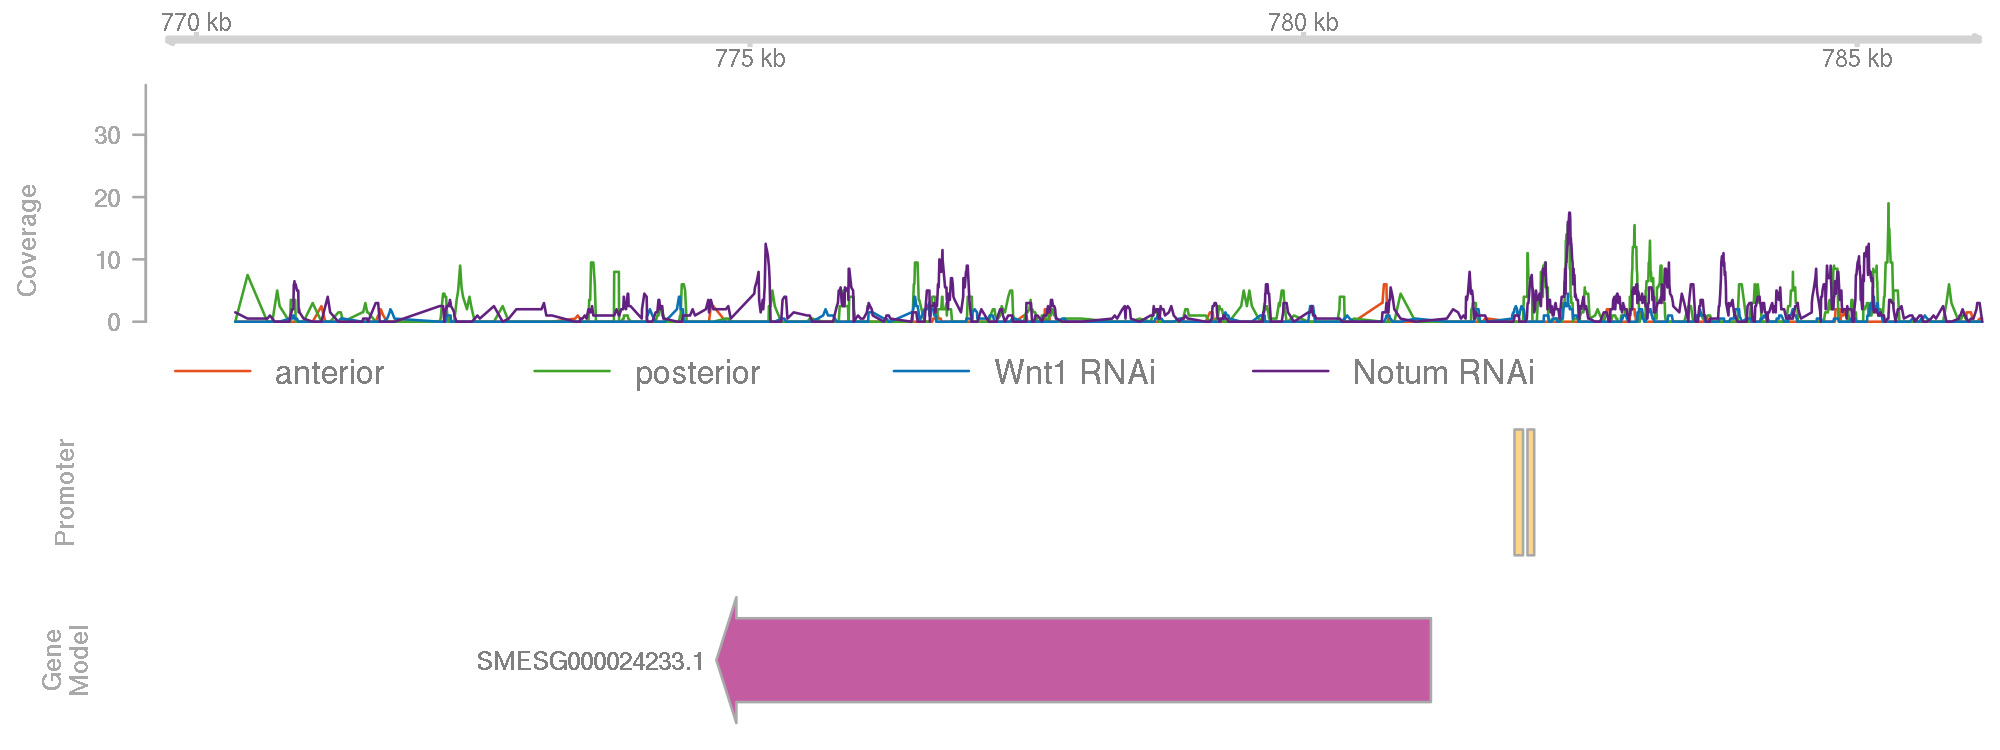 770 kb
780 kb
775 kb
785 kb
Coverage
30
20
10
0
anterior posterior Wnt1 RNAi Notum RNAi
Promoter
Gene
Model
SMESG000024233.1